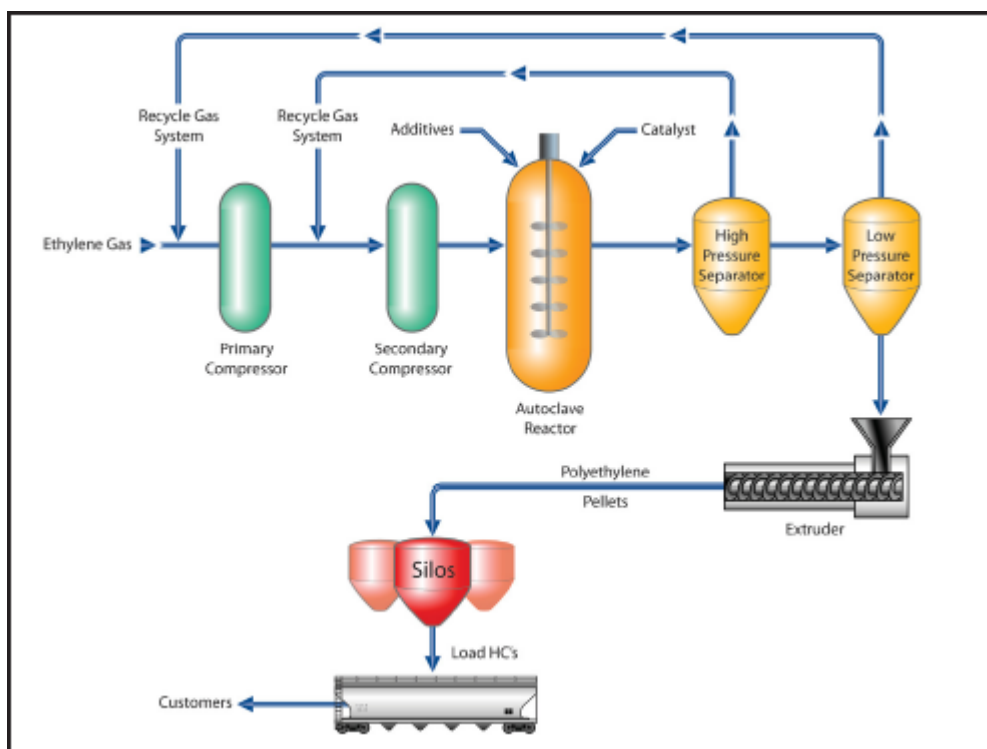 Recycle Gas
System
Recycle Gas
System
Additives
Catalyst
Ethylene Gas
High
Pressure
Separator
Low
Pressure
Separator
Primary
Compressor
Secondary
Compressor
Autoclave
Reactor
Polyethylene
Pellets
Extruder
Silos
Load HC's
Customers